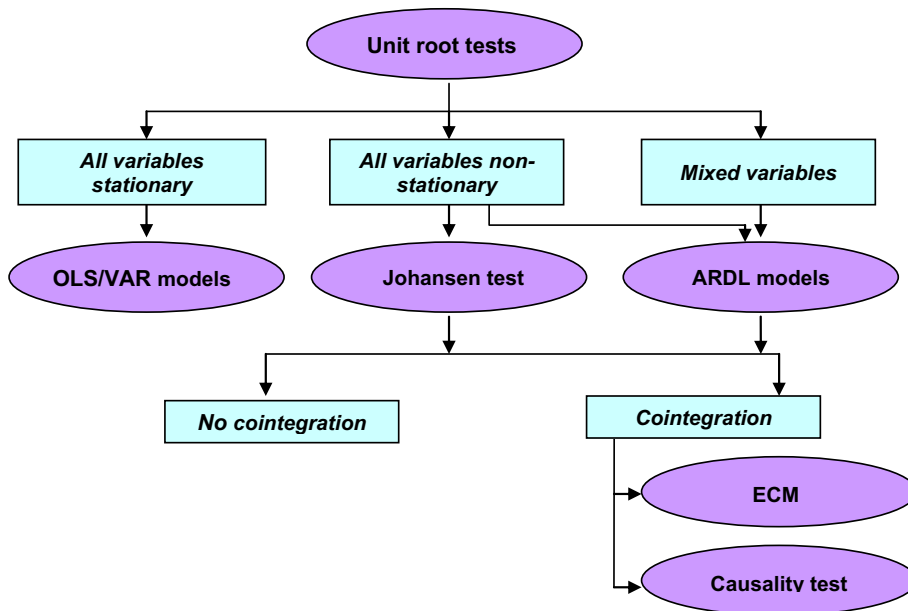 Unit root tests
All variables
stationary
All variables non-
stationary
Mixed variables
OLS/VAR models
Johansen test
ARDL models
No cointegration
Cointegration
ECM
Causality test